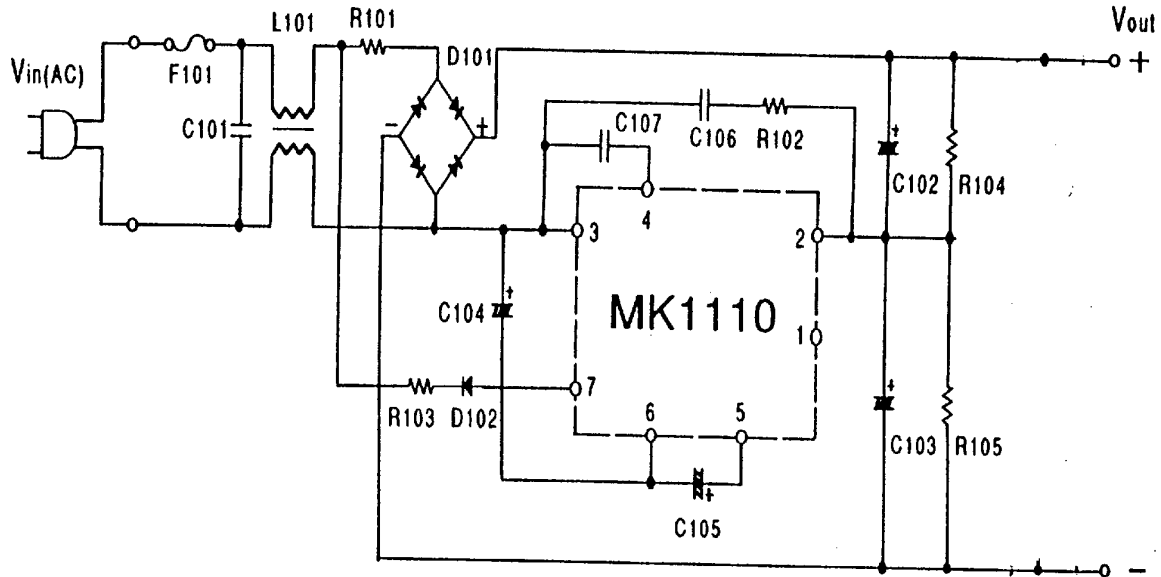 L101
R101
Vout
Vin(AC)
F101
D101
+
C101
−
+
C107
C106
R102
+
C102
R104
3
4
2
C104
+
MK1110
1
7
R103
D102
6
5
+
C103
R105
+
C105
−